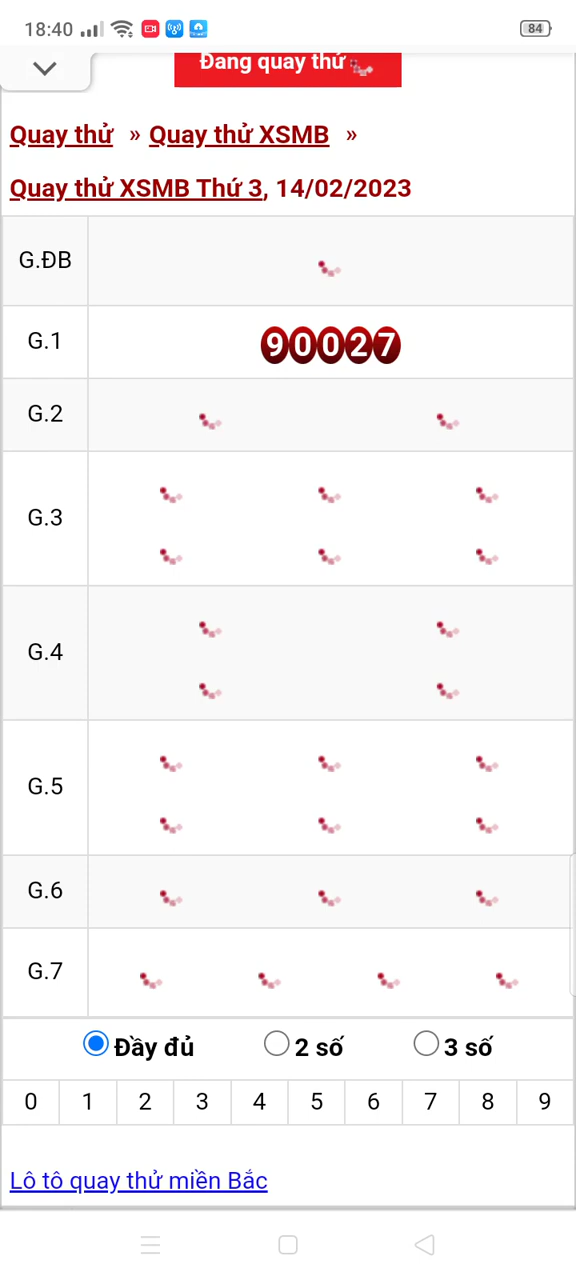 18:40 84
Đang quay thử
Quay thử » Quay thử XSMB »
Quay thử XSMB Thứ 3, 14/02/2023
G.ĐB
G.1 90027
G.2
G.3
G.4
G.5
G.6
G.7
Đầy đủ 2 số 3 số
0 1 2 3 4 5 6 7 8 9
Lô tô quay thử miền Bắc